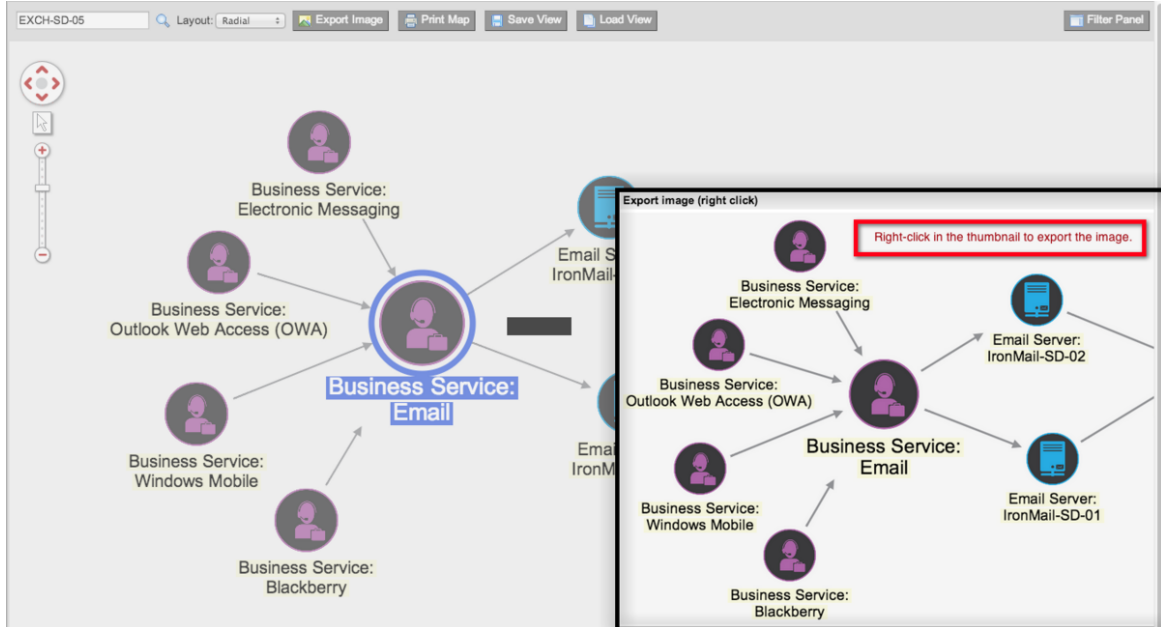 EXCH-SD-05
Layout: Radial
Export Image
Print Map
Save View
Load View
Filter Panel
Business Service:
Electronic Messaging
Business Service:
Outlook Web Access (OWA)
Business Service:
Email
Business Service:
Windows Mobile
Business Service:
Blackberry
Email S
IronMail-
Emai
IronM
Export image (right click)
Right-click in the thumbnail to export the image.
Business Service:
Electronic Messaging
Email Server:
IronMail-SD-02
Business Service:
Outlook Web Access (OWA)
Business Service:
Email
Business Service:
Windows Mobile
Email Server:
IronMail-SD-01
Business Service:
Blackberry